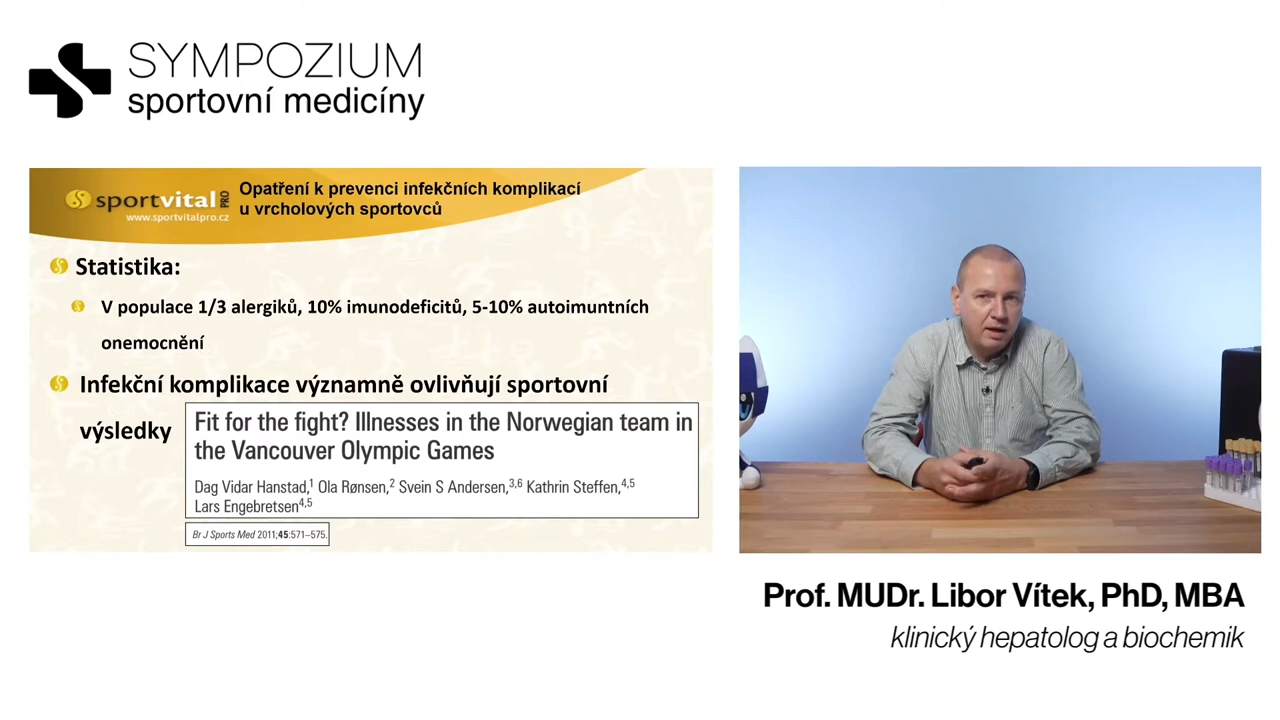 SYMPOZIUM
sportovní medicíny
sportvital PRO
www.sportvitalpro.cz
Opatření k prevenci infekčních komplikací
u vrcholových sportovců
Statistika:
V populace 1/3 alergiků, 10% imunodeficitů, 5-10% autoimuntních
onemocnění
Infekční komplikace významně ovlivňují sportovní
výsledky
Fit for the fight? Illnesses in the Norwegian team in
the Vancouver Olympic Games
Dag Vidar Hanstad,1 Ola Rønsen,2 Svein S Andersen,3,6 Kathrin Steffen,4,5
Lars Engebretsen4,5
Br J Sports Med 2011;45:571–575.
Prof. MUDr. Libor Vítek, PhD, MBA
klinický hepatolog a biochemik